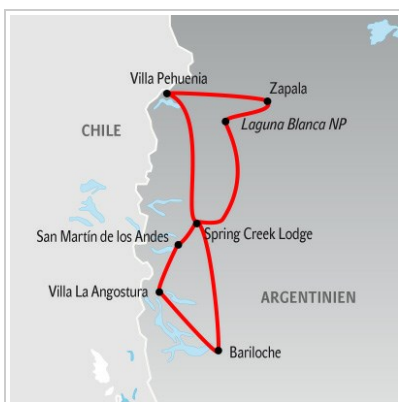 Villa Pehuenia
Zapala
Laguna Blanca NP
CHILE
San Martín de los Andes
Spring Creek Lodge
Villa La Angostura
ARGENTINIEN
Bariloche